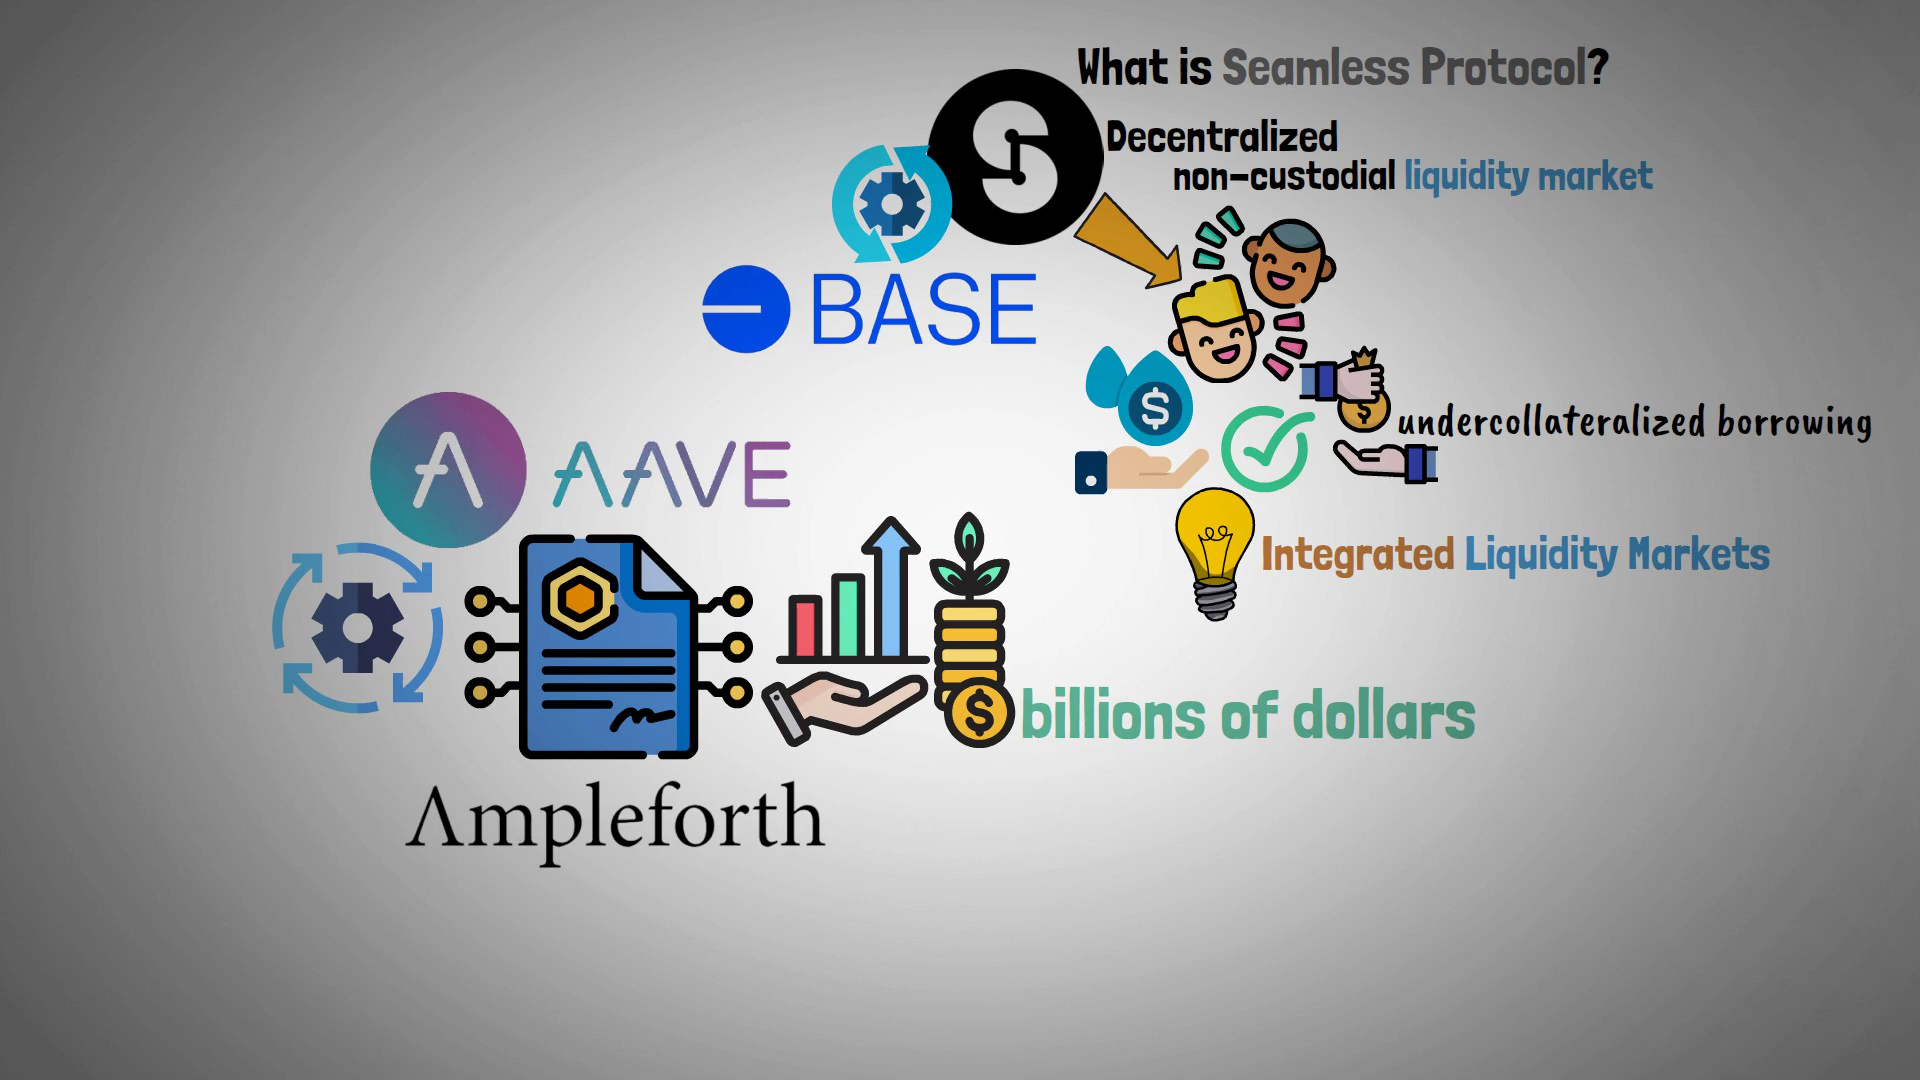 What is Seamless Protocol?
Decentralized
non-custodial liquidity market
BASE
undercollateralized borrowing
AAVE
Integrated Liquidity Markets
billions of dollars
Ampleforth